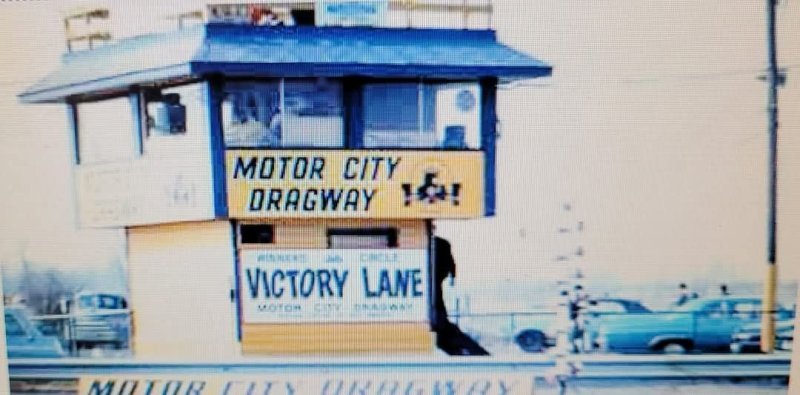 MOTOR CITY
DRAGWAY
WINNERS CIRCLE
VICTORY LANE
MOTOR CITY DRAGWAY
MOTOR CITY DRAGWAY